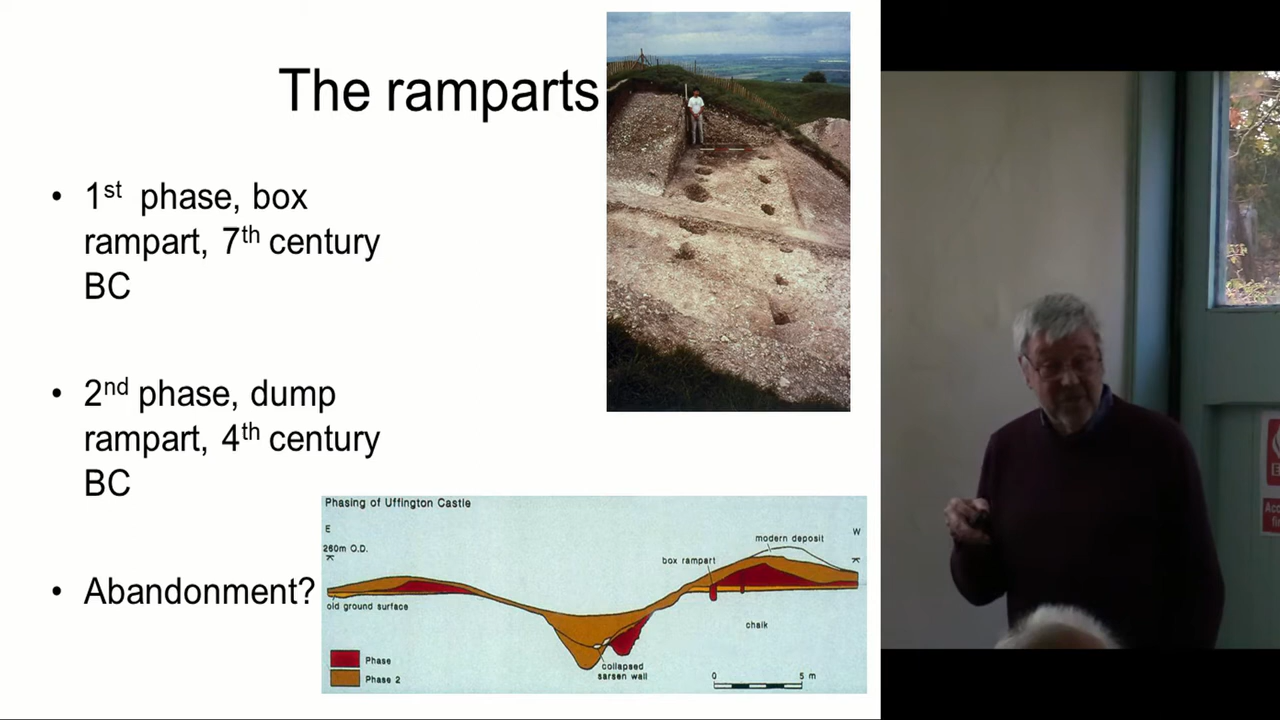 The ramparts
• 1st phase, box
rampart, 7th century
BC
• 2nd phase, dump
rampart, 4th century
BC
• Abandonment?
Phasing of Uffington Castle
E
W
260m O.D.
modern deposit
box rampart
old ground surface
chalk
Phase
Phase 2
collapsed
sarsen wall
0
5 m